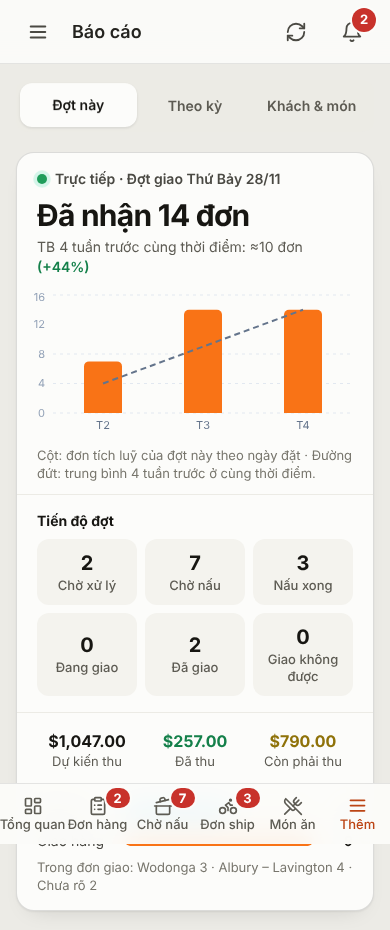 Báo cáo
2
Đợt này
Theo kỳ
Khách & món
Trực tiếp · Đợt giao Thứ Bảy 28/11
Đã nhận 14 đơn
TB 4 tuần trước cùng thời điểm: ≈10 đơn
(+44%)
16
12
8
4
0
T2
T3
T4
Cột: đơn tích luỹ của đợt này theo ngày đặt · Đường
đứt: trung bình 4 tuần trước ở cùng thời điểm.
Tiến độ đợt
2
Chờ xử lý
7
Chờ nấu
3
Nấu xong
0
Đang giao
2
Đã giao
0
Giao không
được
$1,047.00
Dự kiến thu
$257.00
Đã thu
$790.00
Còn phải thu
2
7
3
Tổng quan
Đơn hàng
Chờ nấu
Đơn ship
Món ăn
Thêm
Trong đơn giao: Wodonga 3 · Albury – Lavington 4 ·
Chưa rõ 2